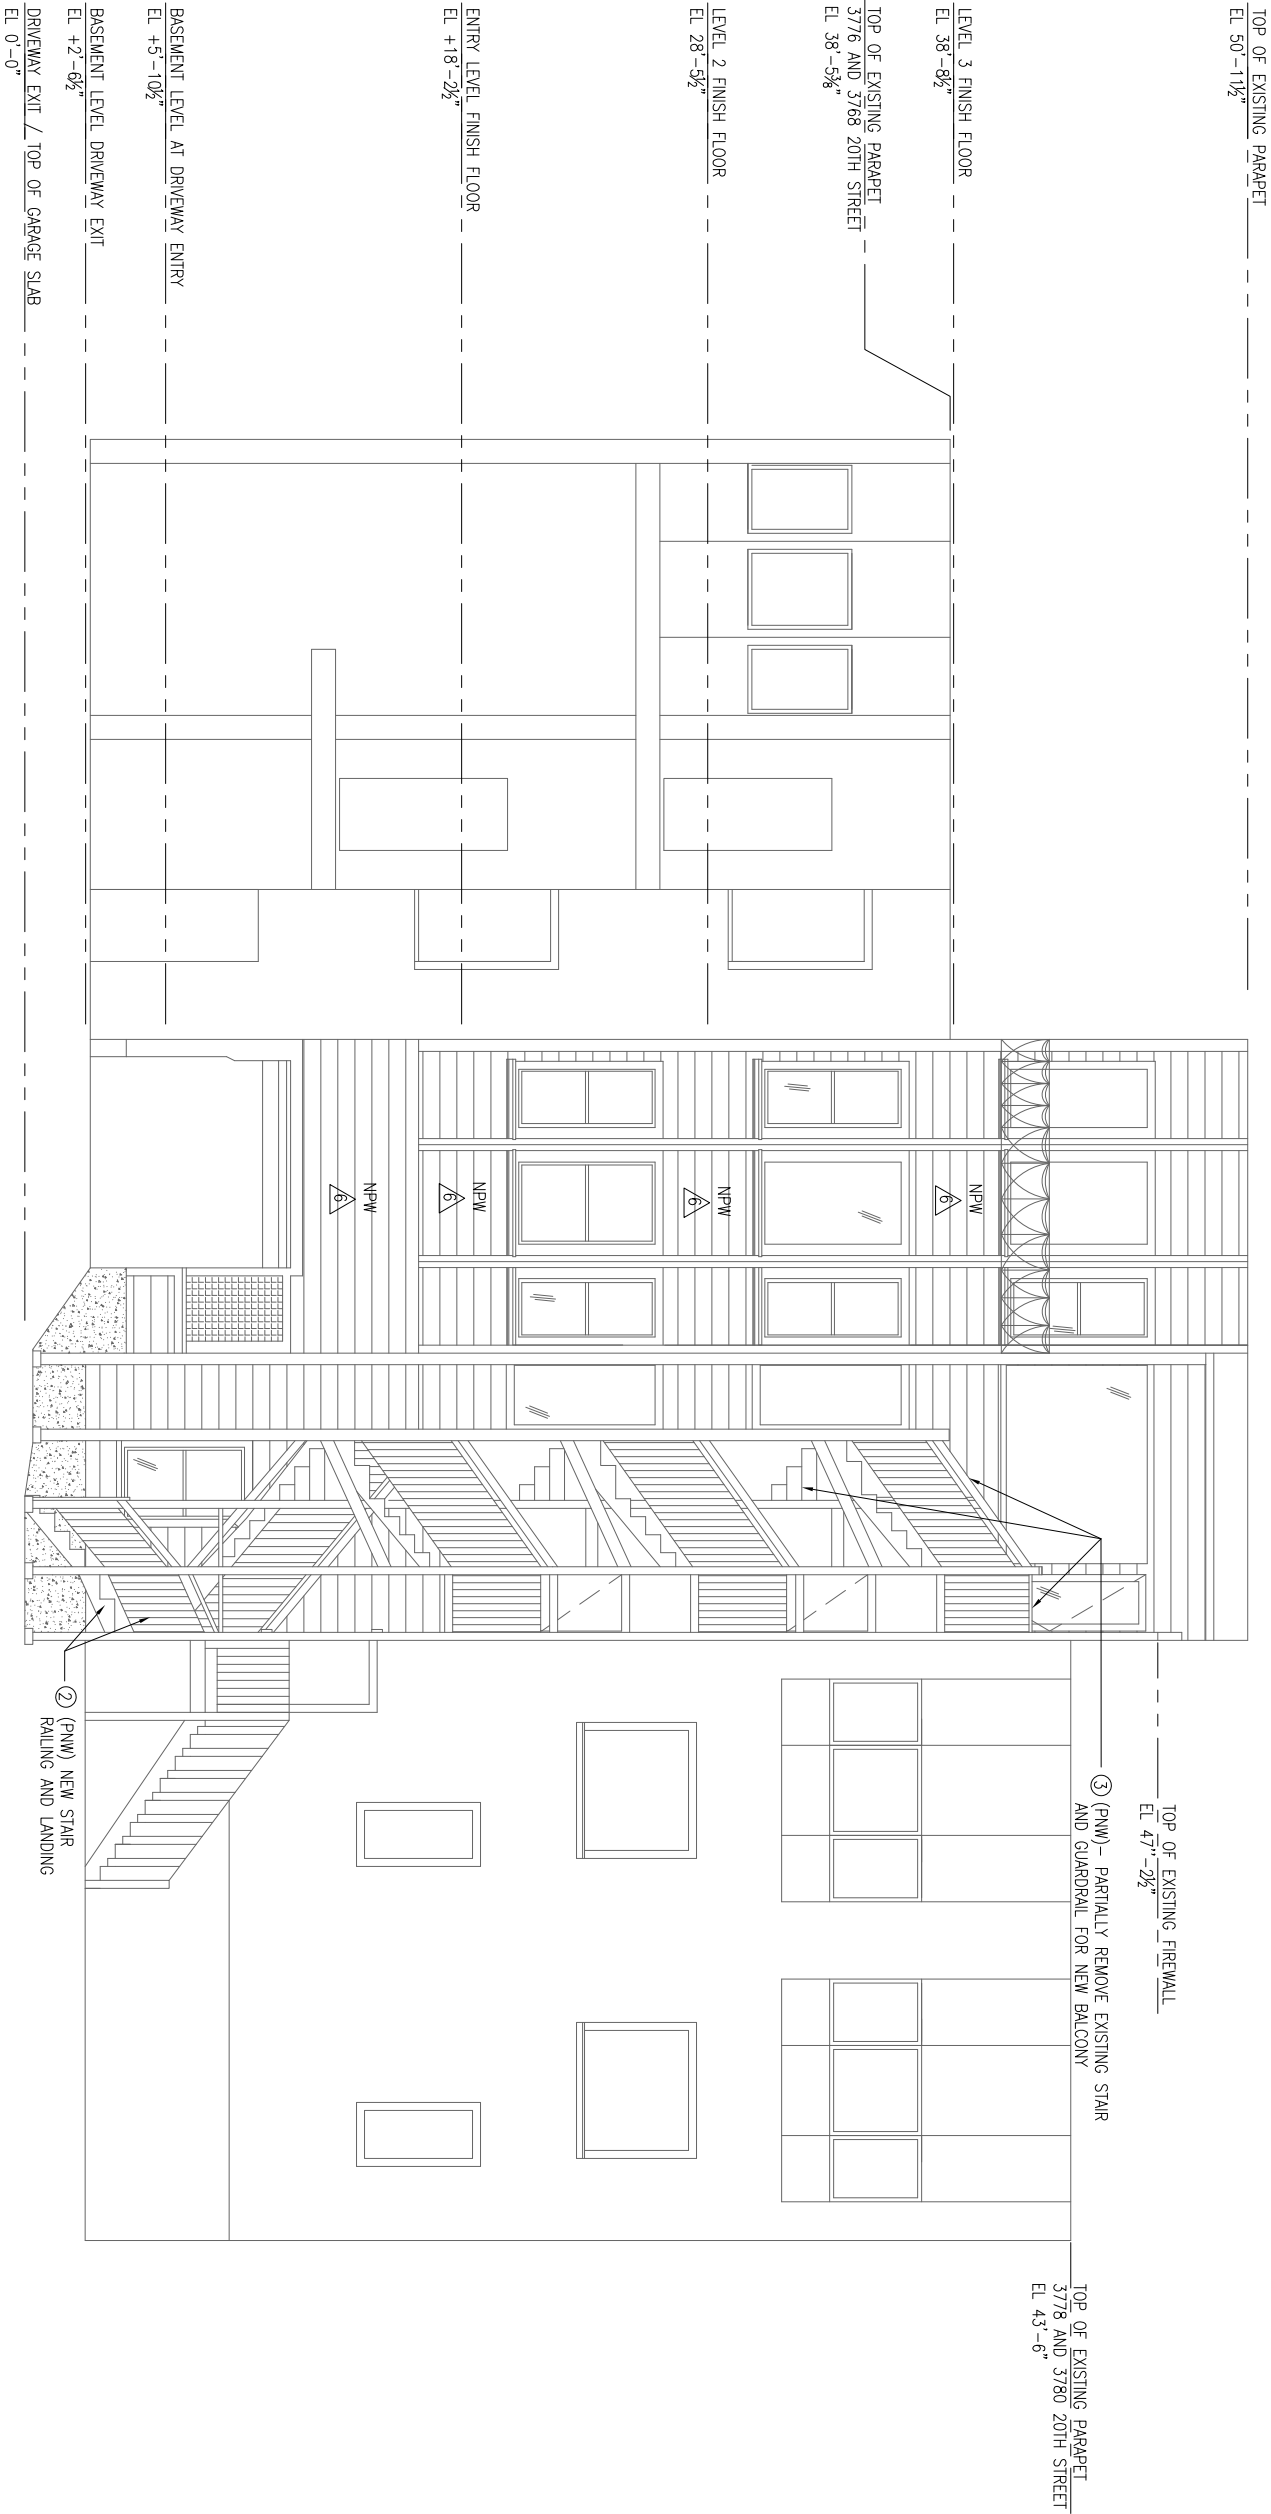 TOP OF EXISTING PARAPET
EL 50'-11½"
LEVEL 3 FINISH FLOOR
EL 38'-8½"
TOP OF EXISTING PARAPET
3776 AND 3768 20TH STREET
EL 38'-5⅜"
LEVEL 2 FINISH FLOOR
EL 28'-5½"
ENTRY LEVEL FINISH FLOOR
EL +18'-2½"
BASEMENT LEVEL AT DRIVEWAY ENTRY
EL +5'-10½"
BASEMENT LEVEL DRIVEWAY EXIT
EL +2'-6½"
DRIVEWAY EXIT / TOP OF GARAGE SLAB
EL 0'-0"
NPW
6
NPW
6
NPW
6
NPW
6
TOP OF EXISTING FIREWALL
EL 47'-2½"
3 (PNW)- PARTIALLY REMOVE EXISTING STAIR
AND GUARDRAIL FOR NEW BALCONY
2 (PNW) NEW STAIR
RAILING AND LANDING
TOP OF EXISTING PARAPET
3778 AND 3780 20TH STREET
EL 43'-6"